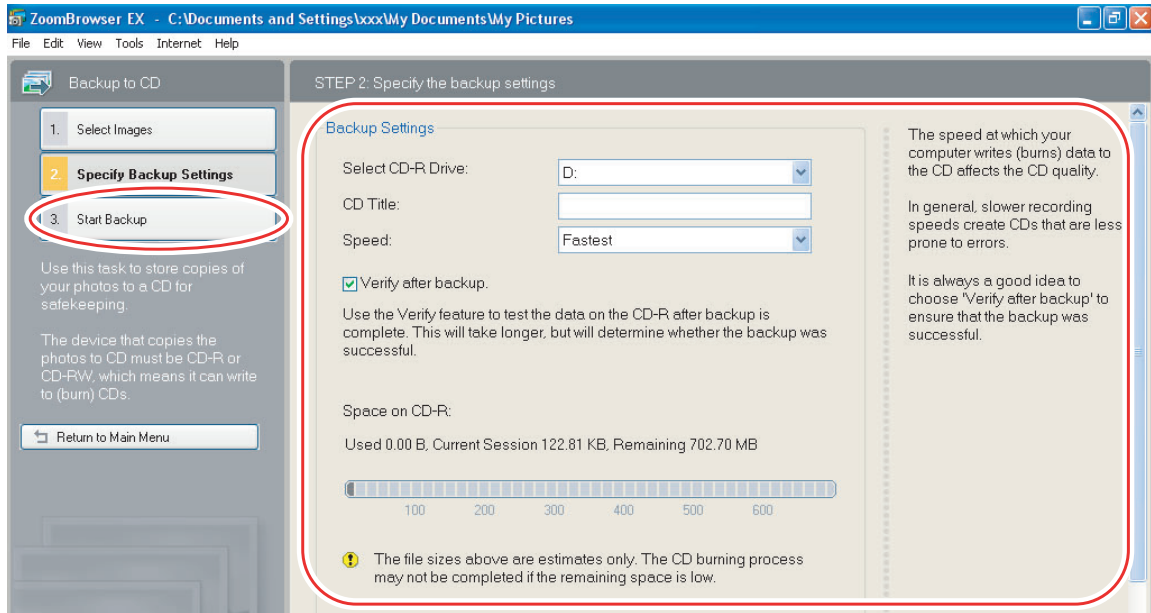 ZoomBrowser EX - C:\Documents and Settings\xxx\My Documents\My Pictures
File Edit View Tools Internet Help
Backup to CD
1. Select Images
2. Specify Backup Settings
3. Start Backup
Use this task to store copies of
your photos to a CD for
safekeeping.
The device that copies the
photos to CD must be CD-R or
CD-RW, which means it can write
to (burn) CDs.
Return to Main Menu
STEP 2: Specify the backup settings
Backup Settings
Select CD-R Drive: D:
CD Title:
Speed: Fastest
Verify after backup.
Use the Verify feature to test the data on the CD-R after backup is
complete. This will take longer, but will determine whether the backup was
successful.
Space on CD-R:
Used 0.00 B, Current Session 122.81 KB, Remaining 702.70 MB
100 200 300 400 500 600
The file sizes above are estimates only. The CD burning process
may not be completed if the remaining space is low.
The speed at which your
computer writes (burns) data to
the CD affects the CD quality.
In general, slower recording
speeds create CDs that are less
prone to errors.
It is always a good idea to
choose 'Verify after backup' to
ensure that the backup was
successful.